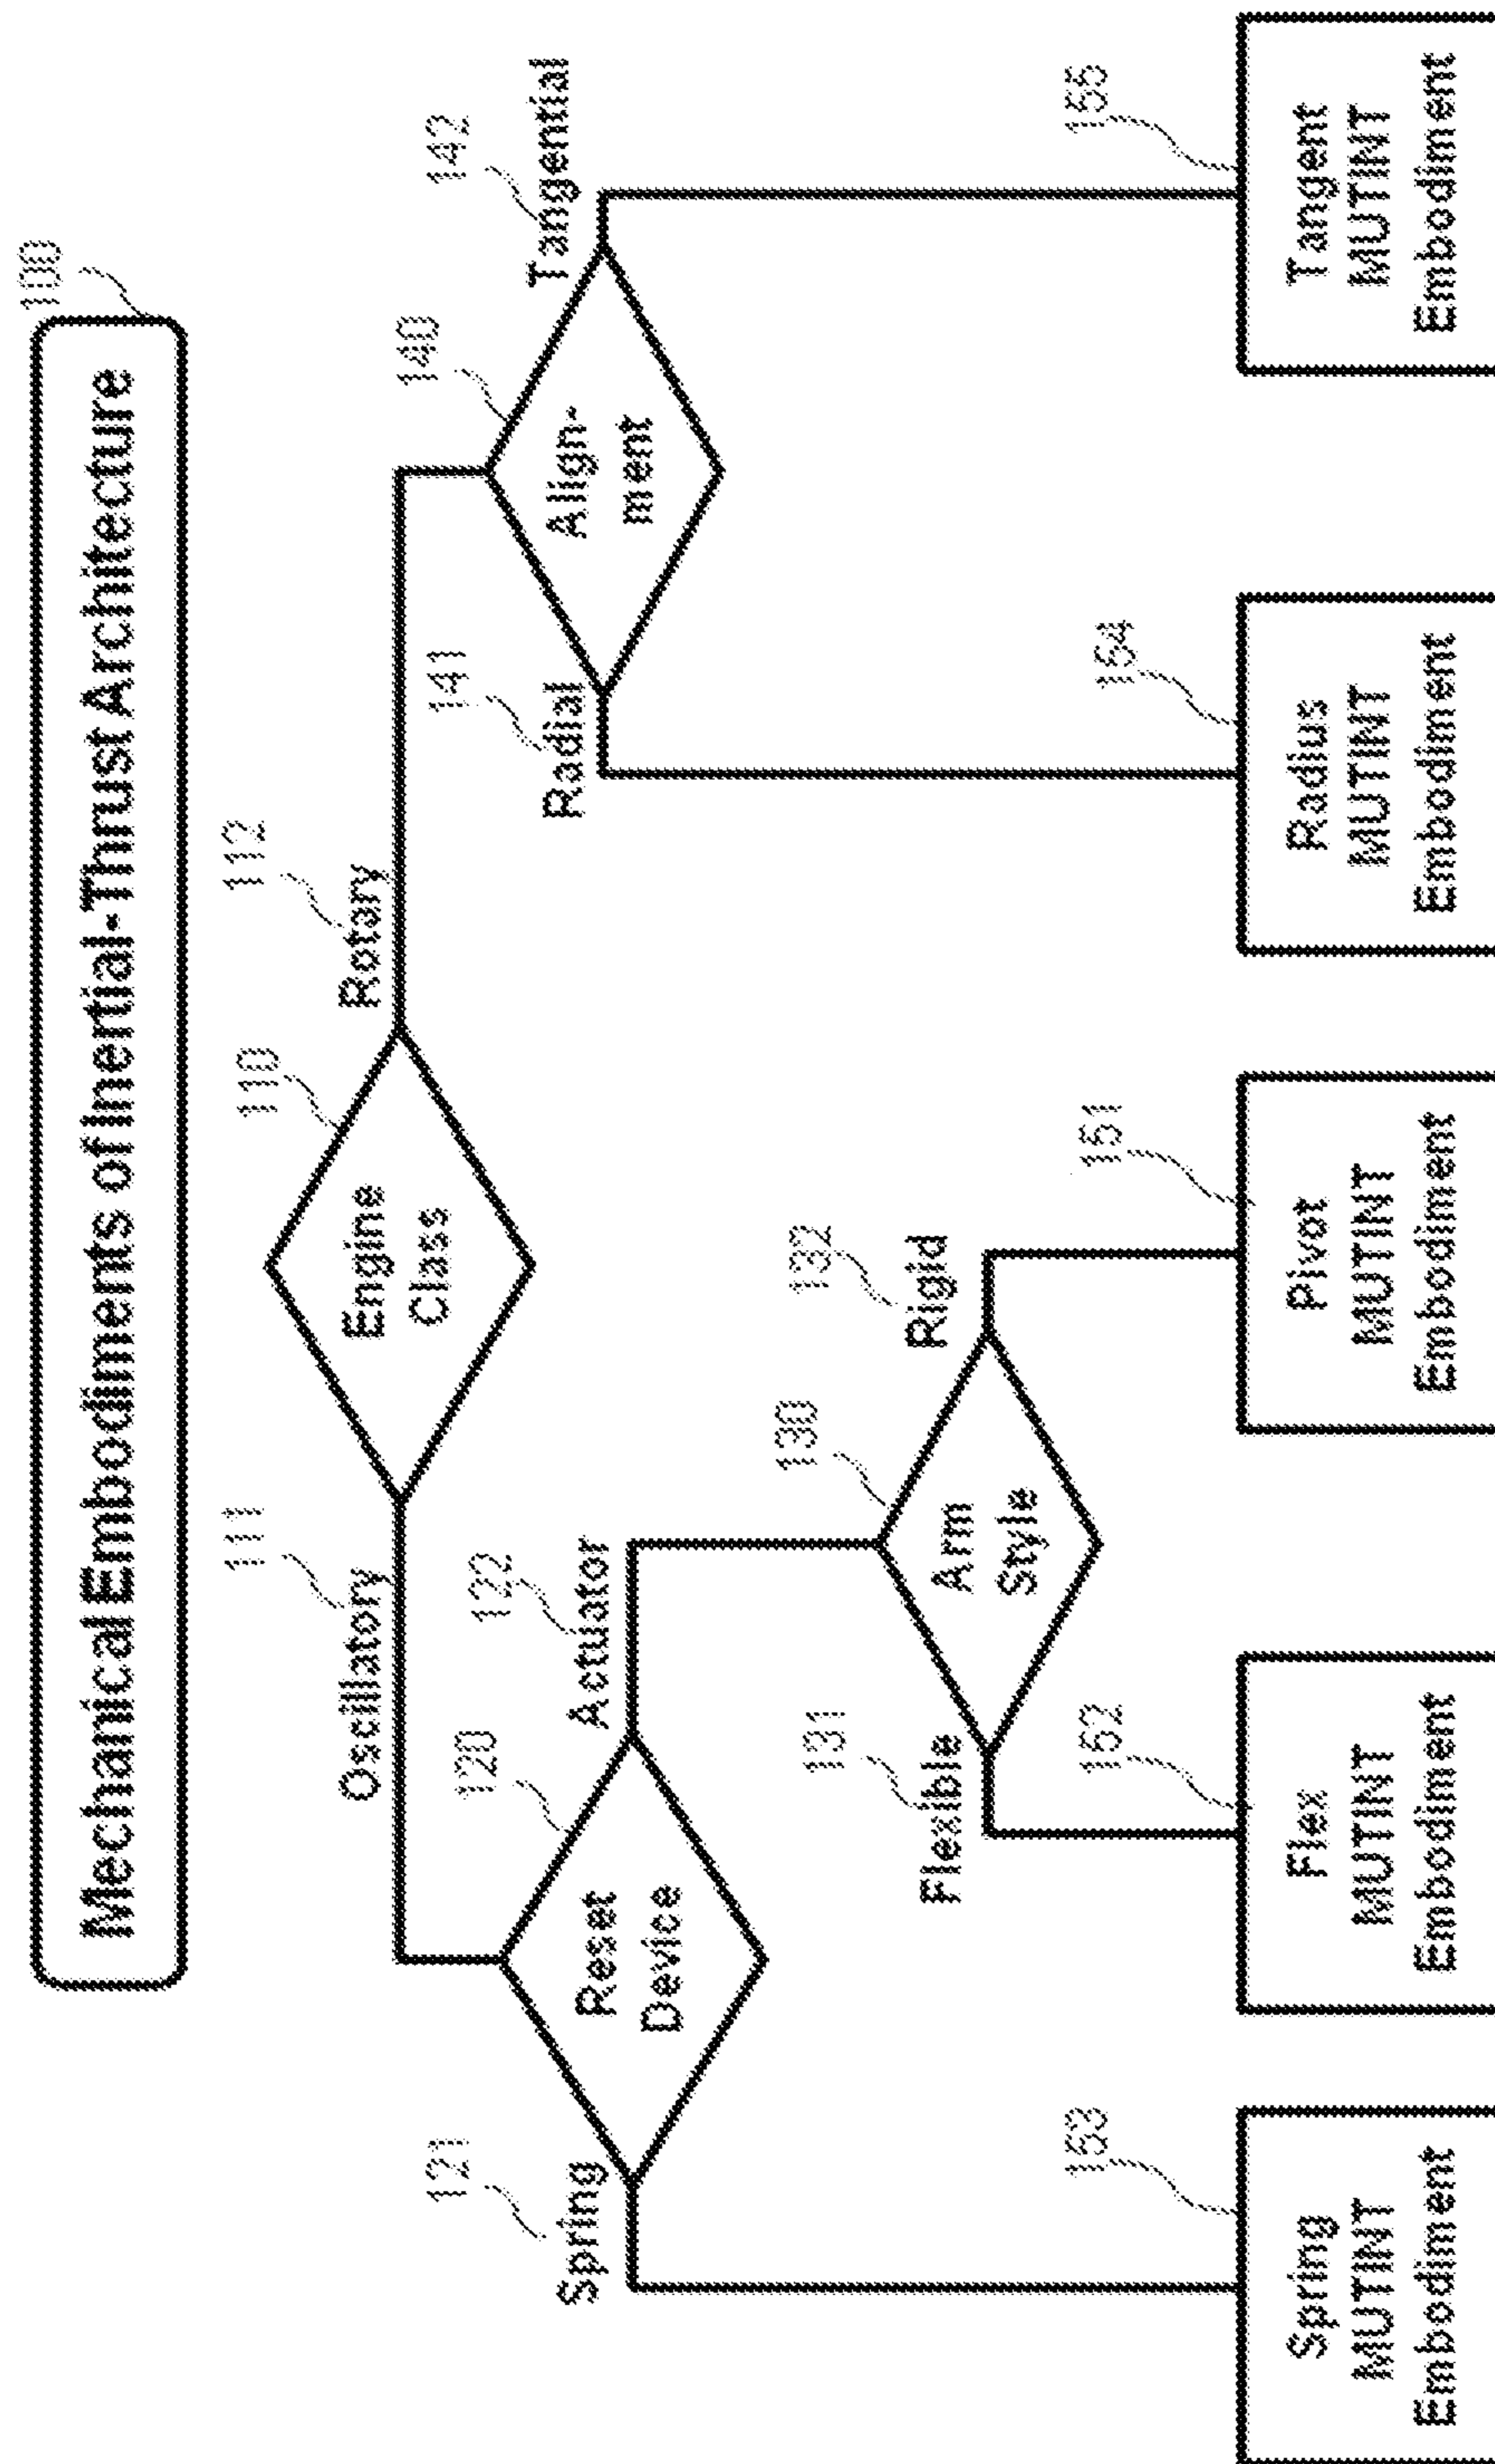 100
Mechanical Embodiments of Inertial-Thrust Architecture
110
Engine
Class
111
Oscillatory
112
Rotary
120
Reset
Device
121
Spring
122
Actuator
130
Arm
Style
131
Flexible
132
Rigid
140
Align-
ment
141
Radial
142
Tangential
153
Spring
MUTINT
Embodiment
152
Flex
MUTINT
Embodiment
151
Pivot
MUTINT
Embodiment
154
Radius
MUTINT
Embodiment
155
Tangent
MUTINT
Embodiment